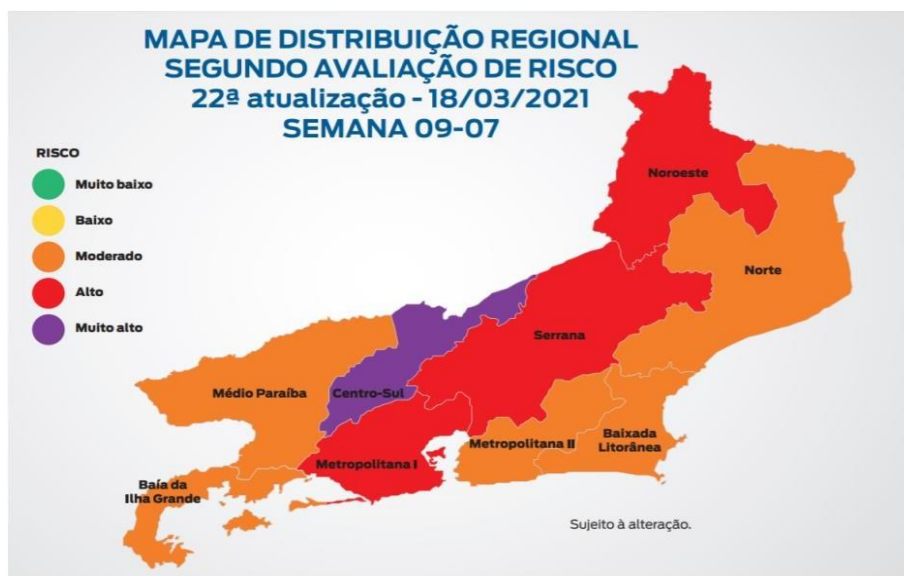 MAPA DE DISTRIBUIÇÃO REGIONAL
SEGUNDO AVALIAÇÃO DE RISCO
22ª atualização - 18/03/2021
SEMANA 09-07
RISCO
Muito baixo
Baixo
Moderado
Alto
Muito alto
Noroeste
Norte
Serrana
Médio Paraíba
Centro-Sul
Metropolitana II
Baixada
Litorânea
Metropolitana I
Baía da
Ilha Grande
Sujeito à alteração.